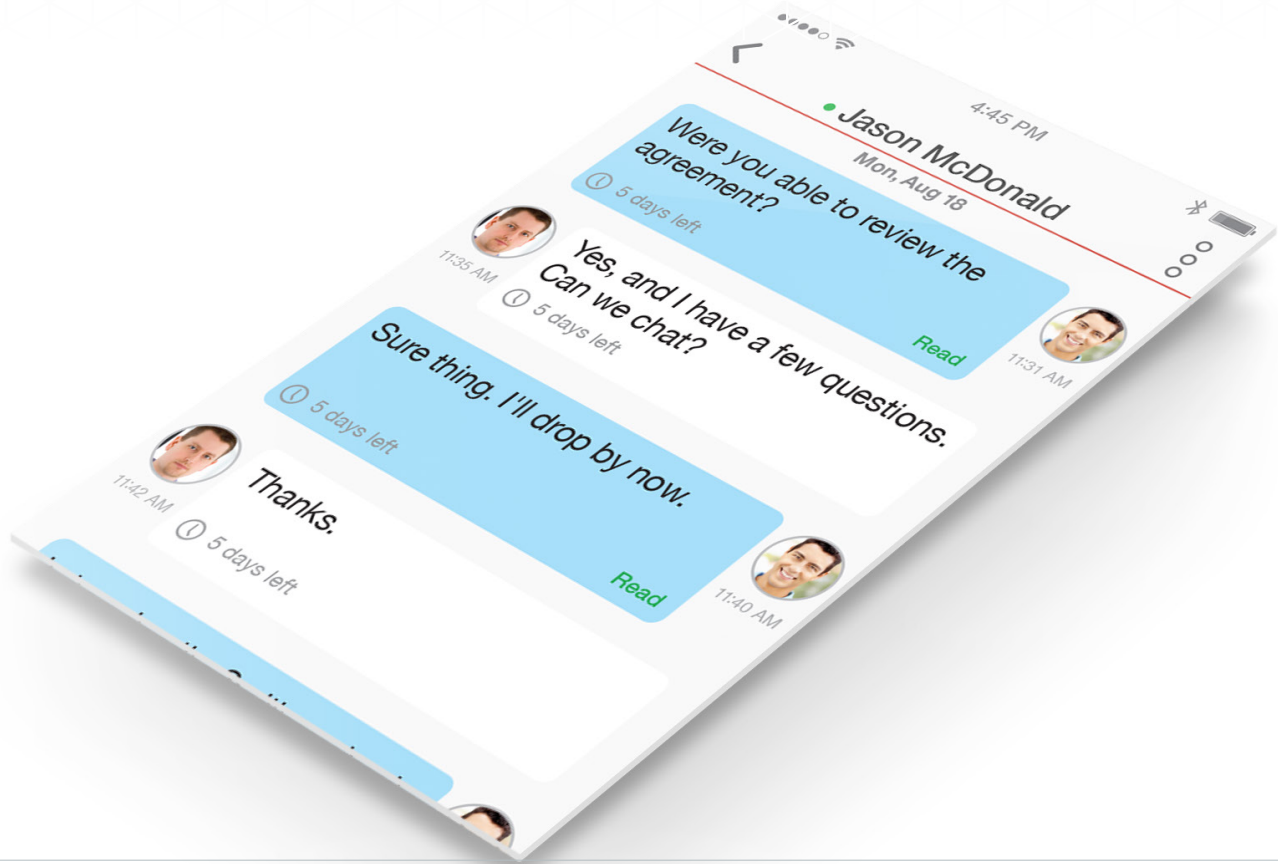 4:45 PM
Jason McDonald
Mon, Aug 18
Were you able to review the
agreement?
5 days left
Read
11:31 AM
Yes, and I have a few questions.
Can we chat?
5 days left
11:35 AM
Sure thing. I'll drop by now.
5 days left
Read
11:40 AM
Thanks.
5 days left
11:42 AM